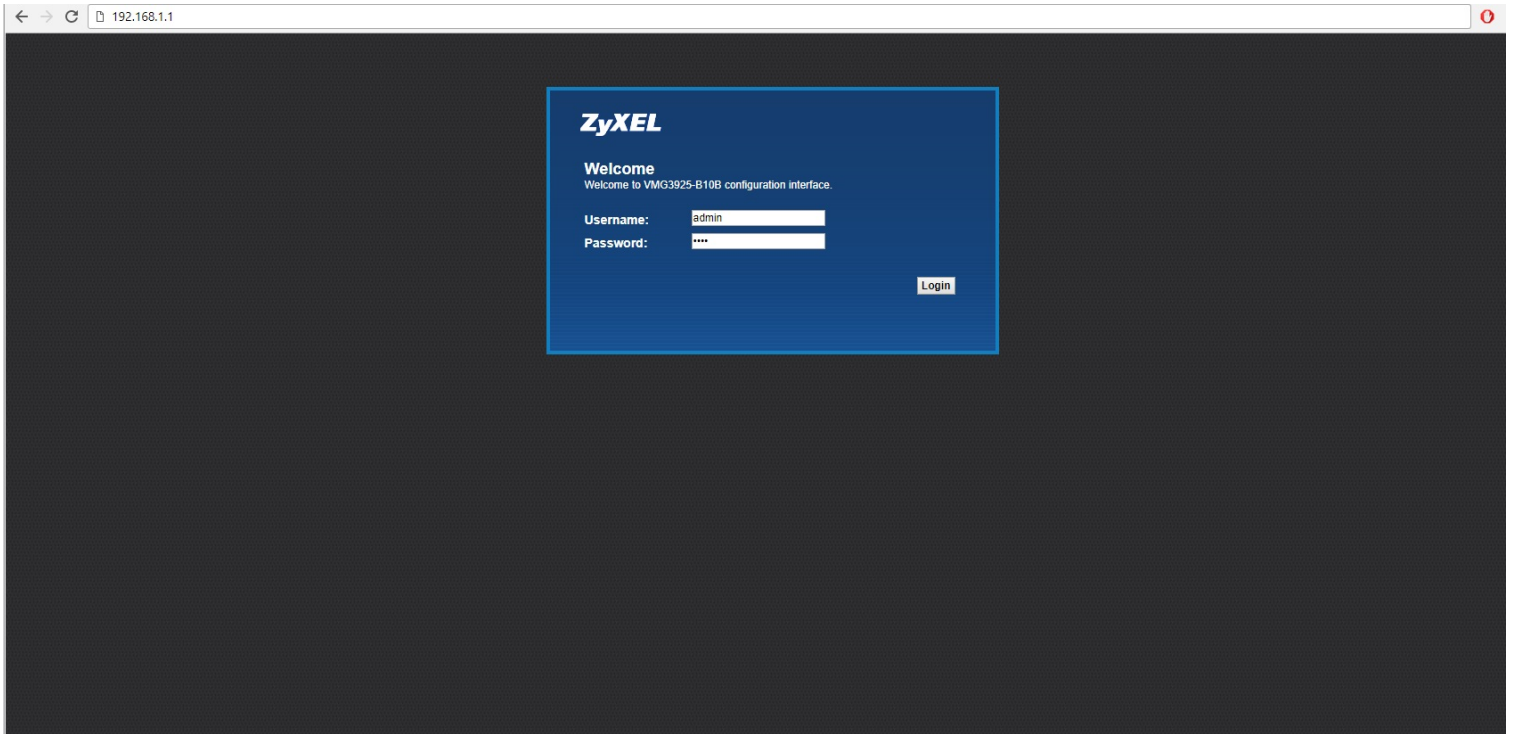 192.168.1.1
ZyXEL
Welcome
Welcome to VMG3925-B10B configuration interface.
Username: admin
Password: ••••
Login